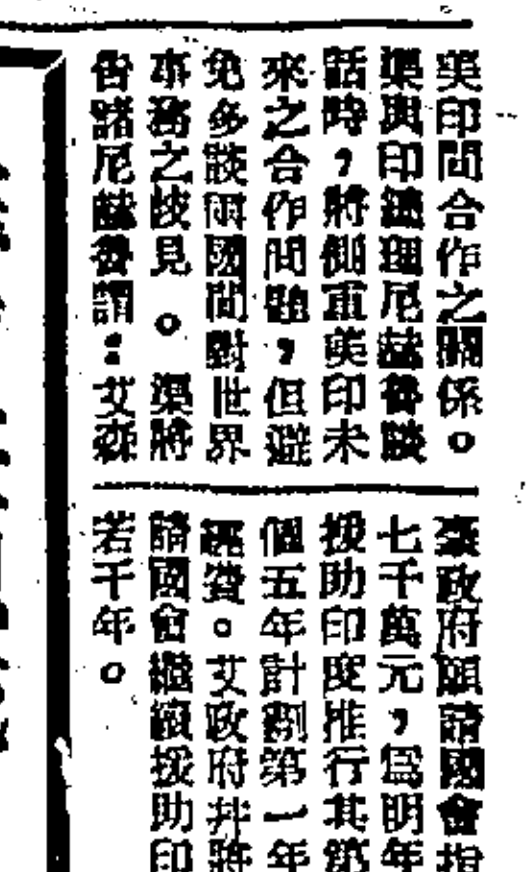 美印間合作之關係。
渠與印總理尼赫魯談
話時，將側重美印未
來之合作問題，但避
免多談兩國間對世界
事務之歧見。渠將
告諸尼赫魯謂：艾森
豪政府願請國會
七千萬元，爲明年
援助印度推行其第
個五年計劃第一年
經費。艾政府并將
請國會繼續援助印
若干年。